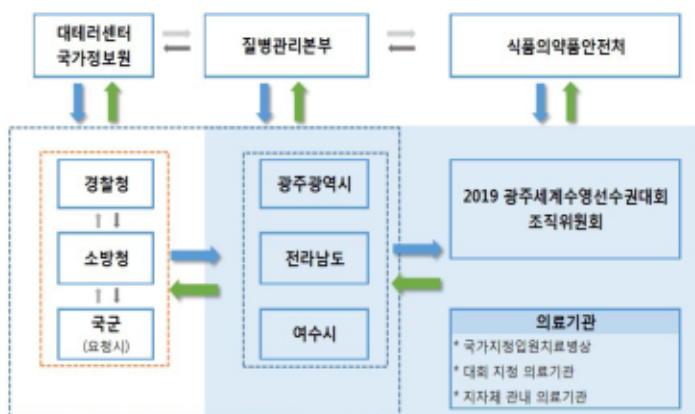 대테러센터
국가정보원
질병관리본부
식품의약품안전처
경찰청
소방청
국군
(요청시)
광주광역시
전라남도
여수시
2019 광주세계수영선수권대회
조직위원회
의료기관
* 국가지정입원치료병상
* 대회 지정 의료기관
* 지자체 관내 의료기관